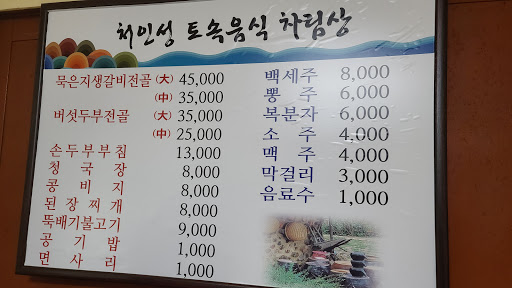 처인성 토속음식 차림상
묵은지생갈비전골 (大) 45,000
(中) 35,000
버섯두부전골 (大) 35,000
(中) 25,000
손두부부침 13,000
청국장 8,000
콩비지 8,000
된장찌개 8,000
뚝배기불고기 9,000
공기밥 1,000
면사리 1,000
백세주 8,000
뽕주 6,000
복분자 6,000
소주 4,000
맥주 4,000
막걸리 3,000
음료수 1,000